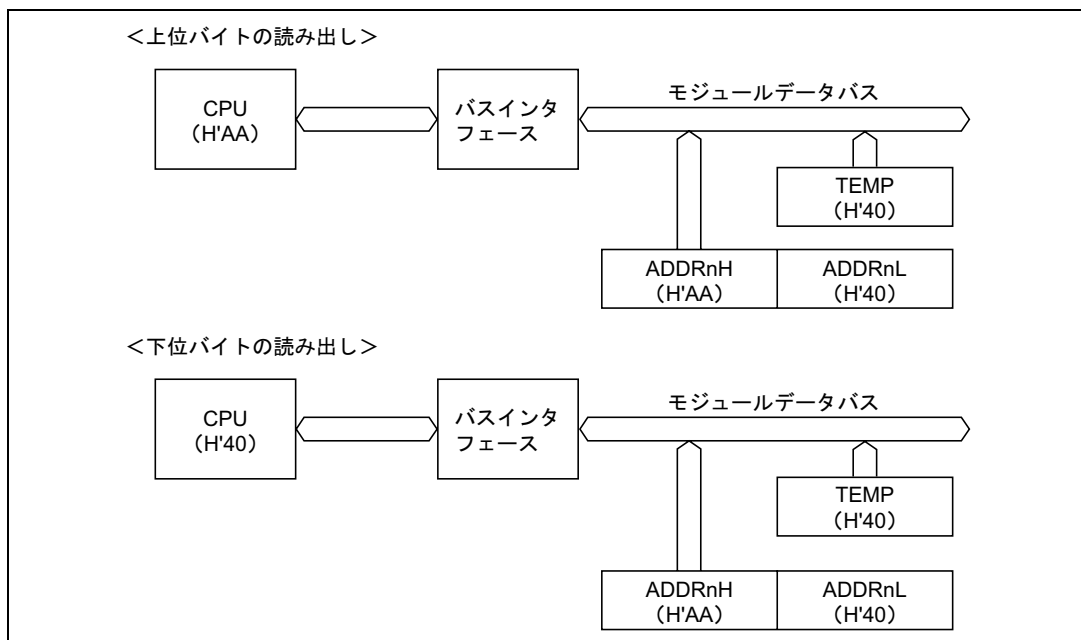 ＜上位バイトの読み出し＞
CPU
（H'AA）
バスインタ
フェース
モジュールデータバス
TEMP
（H'40）
ADDRnH
（H'AA）
ADDRnL
（H'40）
＜下位バイトの読み出し＞
CPU
（H'40）
バスインタ
フェース
モジュールデータバス
TEMP
（H'40）
ADDRnH
（H'AA）
ADDRnL
（H'40）